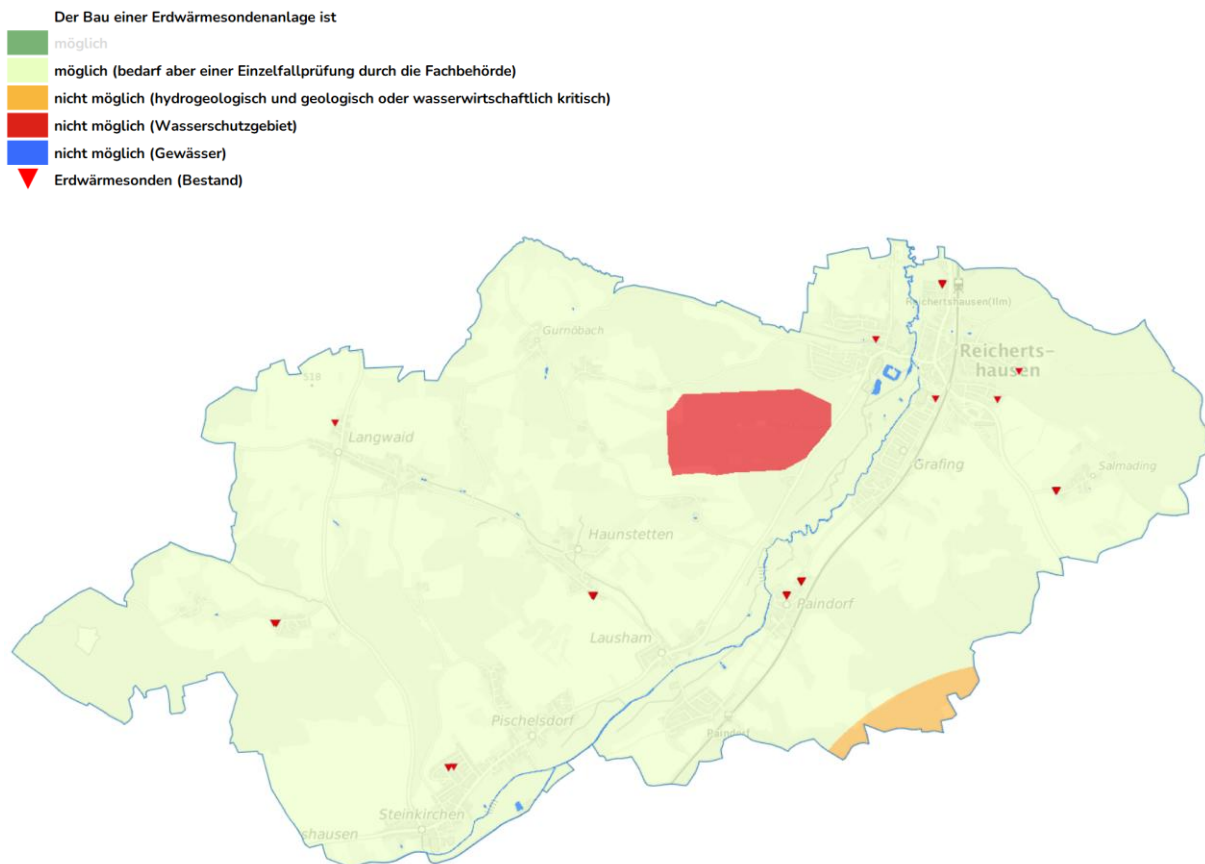 Der Bau einer Erdwärmesondenanlage ist
möglich
möglich (bedarf aber einer Einzelfallprüfung durch die Fachbehörde)
nicht möglich (hydrogeologisch und geologisch oder wasserwirtschaftlich kritisch)
nicht möglich (Wasserschutzgebiet)
nicht möglich (Gewässer)
Erdwärmesonden (Bestand)
Reichertshausen(Ilm)
Gurnöbach
Reicherts-
hausen
518
Langwaid
Grafing
Salmading
Haunstetten
Paindorf
Lausham
Pischelsdorf
Paindorf
Steinkirchen
shausen